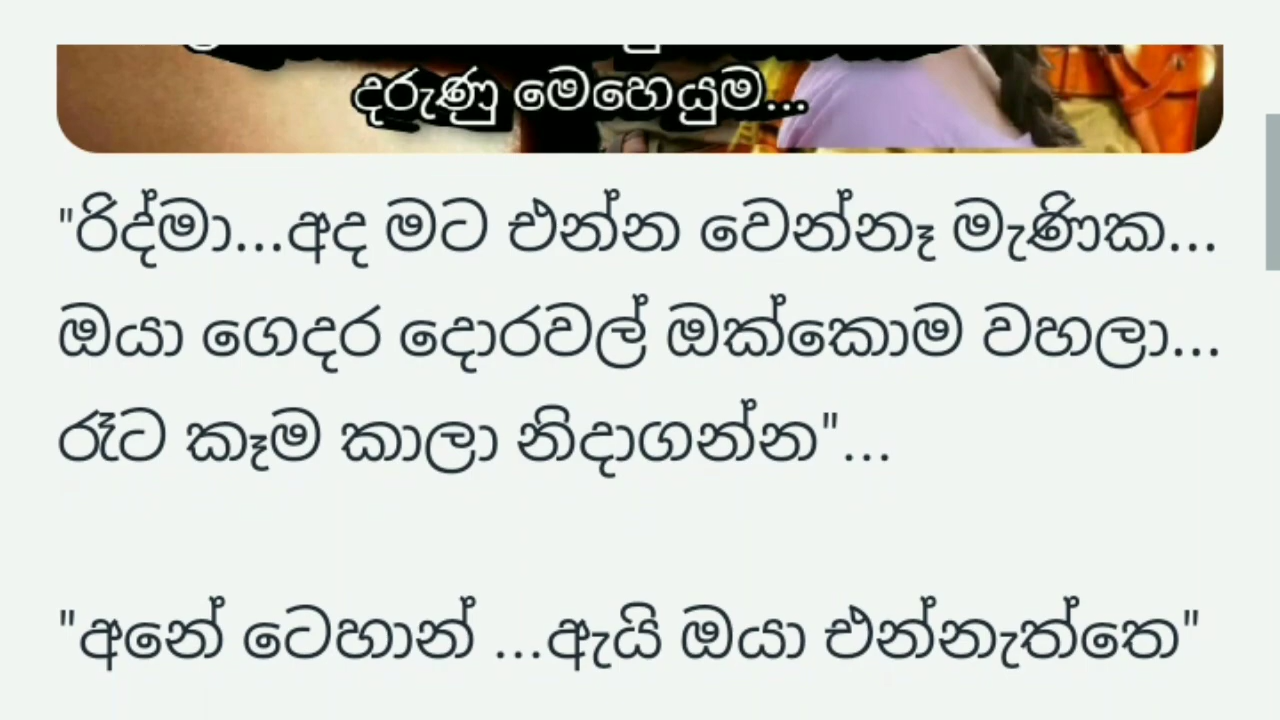 දරුණු මෙහෙයුම...
"රිද්මා...අද මට එන්න වෙන්නෑ මැණික...
ඔයා ගෙදර දොරවල් ඔක්කොම වහලා...
රෑට කෑම කාලා නිදාගන්න"...
"අනේ ටෙහාන් ...ඇයි ඔයා එන්නැත්තෙ"